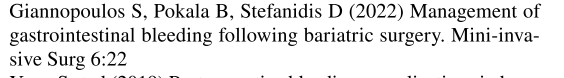 Giannopoulos S, Pokala B, Stefanidis D (2022) Management of
gastrointestinal bleeding following bariatric surgery. Mini-inva-
sive Surg 6:22